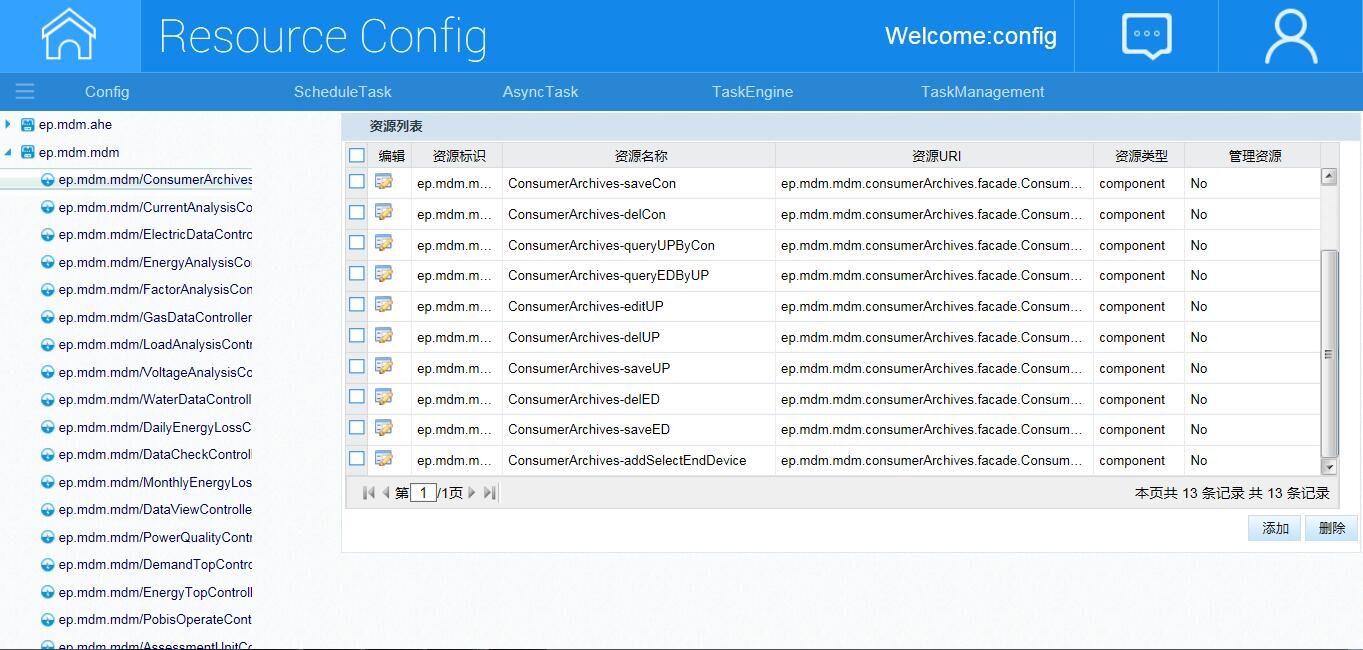 Resource Config
Welcome:config
Config ScheduleTask AsyncTask TaskEngine TaskManagement
ep.mdm.ahe
ep.mdm.mdm
ep.mdm.mdm/ConsumerArchives
ep.mdm.mdm/CurrentAnalysisCo
ep.mdm.mdm/ElectricDataContro
ep.mdm.mdm/EnergyAnalysisCo
ep.mdm.mdm/FactorAnalysisCon
ep.mdm.mdm/GasDataController
ep.mdm.mdm/LoadAnalysisContr
ep.mdm.mdm/VoltageAnalysisCo
ep.mdm.mdm/WaterDataControll
ep.mdm.mdm/DailyEnergyLossC
ep.mdm.mdm/DataCheckControl
ep.mdm.mdm/MonthlyEnergyLos
ep.mdm.mdm/DataViewControlle
ep.mdm.mdm/PowerQualityContr
ep.mdm.mdm/DemandTopContro
ep.mdm.mdm/EnergyTopControll
ep.mdm.mdm/PobisOperateCont
ep.mdm.mdm/AssessmentUnitCo
资源列表
编辑 资源标识 资源名称 资源URI 资源类型 管理资源
ep.mdm.m... ConsumerArchives-saveCon ep.mdm.mdm.consumerArchives.facade.Consum... component No
ep.mdm.m... ConsumerArchives-delCon ep.mdm.mdm.consumerArchives.facade.Consum... component No
ep.mdm.m... ConsumerArchives-queryUPByCon ep.mdm.mdm.consumerArchives.facade.Consum... component No
ep.mdm.m... ConsumerArchives-queryEDByUP ep.mdm.mdm.consumerArchives.facade.Consum... component No
ep.mdm.m... ConsumerArchives-editUP ep.mdm.mdm.consumerArchives.facade.Consum... component No
ep.mdm.m... ConsumerArchives-delUP ep.mdm.mdm.consumerArchives.facade.Consum... component No
ep.mdm.m... ConsumerArchives-saveUP ep.mdm.mdm.consumerArchives.facade.Consum... component No
ep.mdm.m... ConsumerArchives-delED ep.mdm.mdm.consumerArchives.facade.Consum... component No
ep.mdm.m... ConsumerArchives-saveED ep.mdm.mdm.consumerArchives.facade.Consum... component No
ep.mdm.m... ConsumerArchives-addSelectEndDevice ep.mdm.mdm.consumerArchives.facade.Consum... component No
第 1 /1页 本页共 13 条记录 共 13 条记录
添加 删除